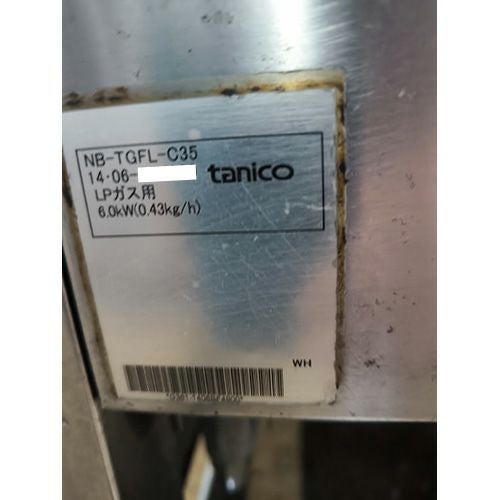 NB-TGFL-C35
14・06-
tanico
LPガス用
6.0kW(0.43kg/h)
WH